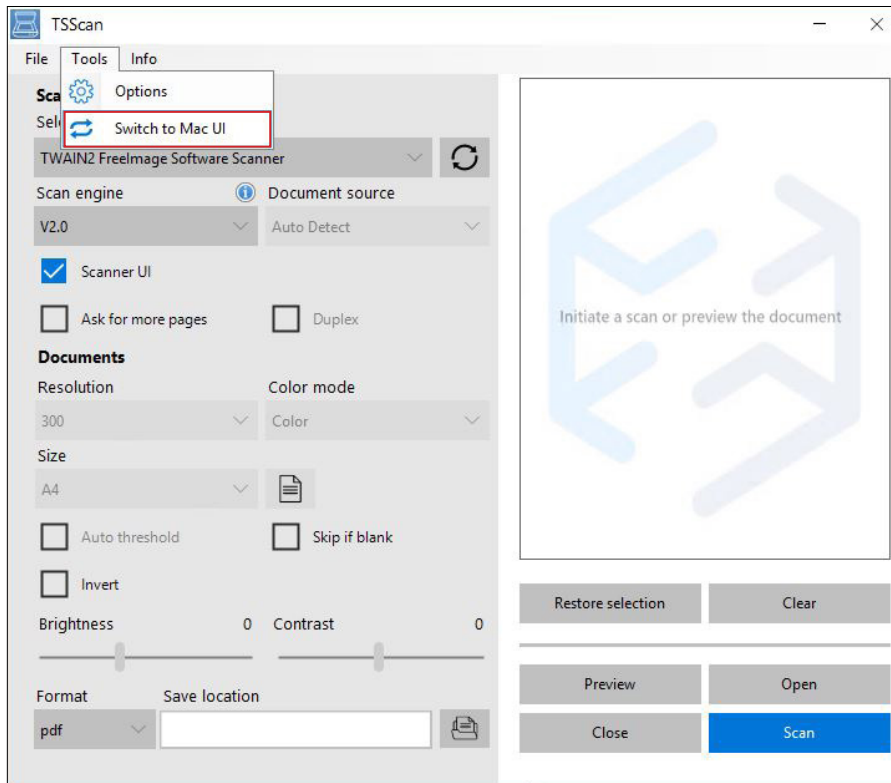 TSScan
File Tools Info
Options
Switch to Mac UI
Sca
Sel
TWAIN2 FreeImage Software Scanner
Scan engine Document source
V2.0 Auto Detect
Scanner UI
Ask for more pages Duplex
Documents
Resolution Color mode
300 Color
Size
A4
Auto threshold Skip if blank
Invert
Brightness 0 Contrast 0
Format Save location
pdf
Initiate a scan or preview the document
Restore selection Clear
Preview Open
Close Scan